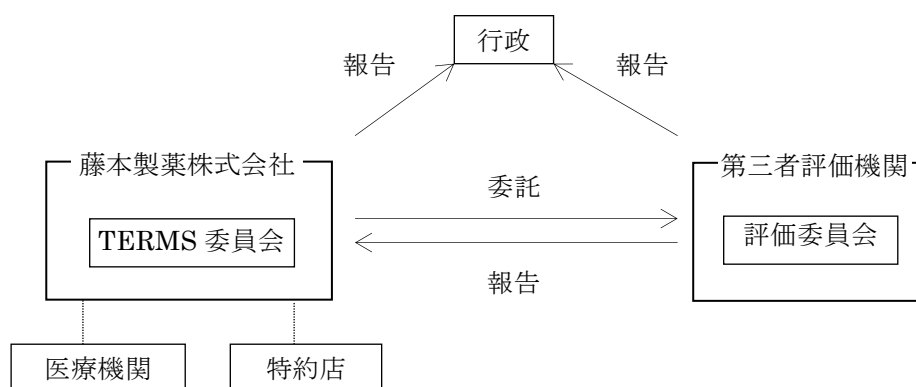 行政
報告
報告
藤本製薬株式会社
第三者評価機関
委託
TERMS 委員会
評価委員会
報告
医療機関
特約店